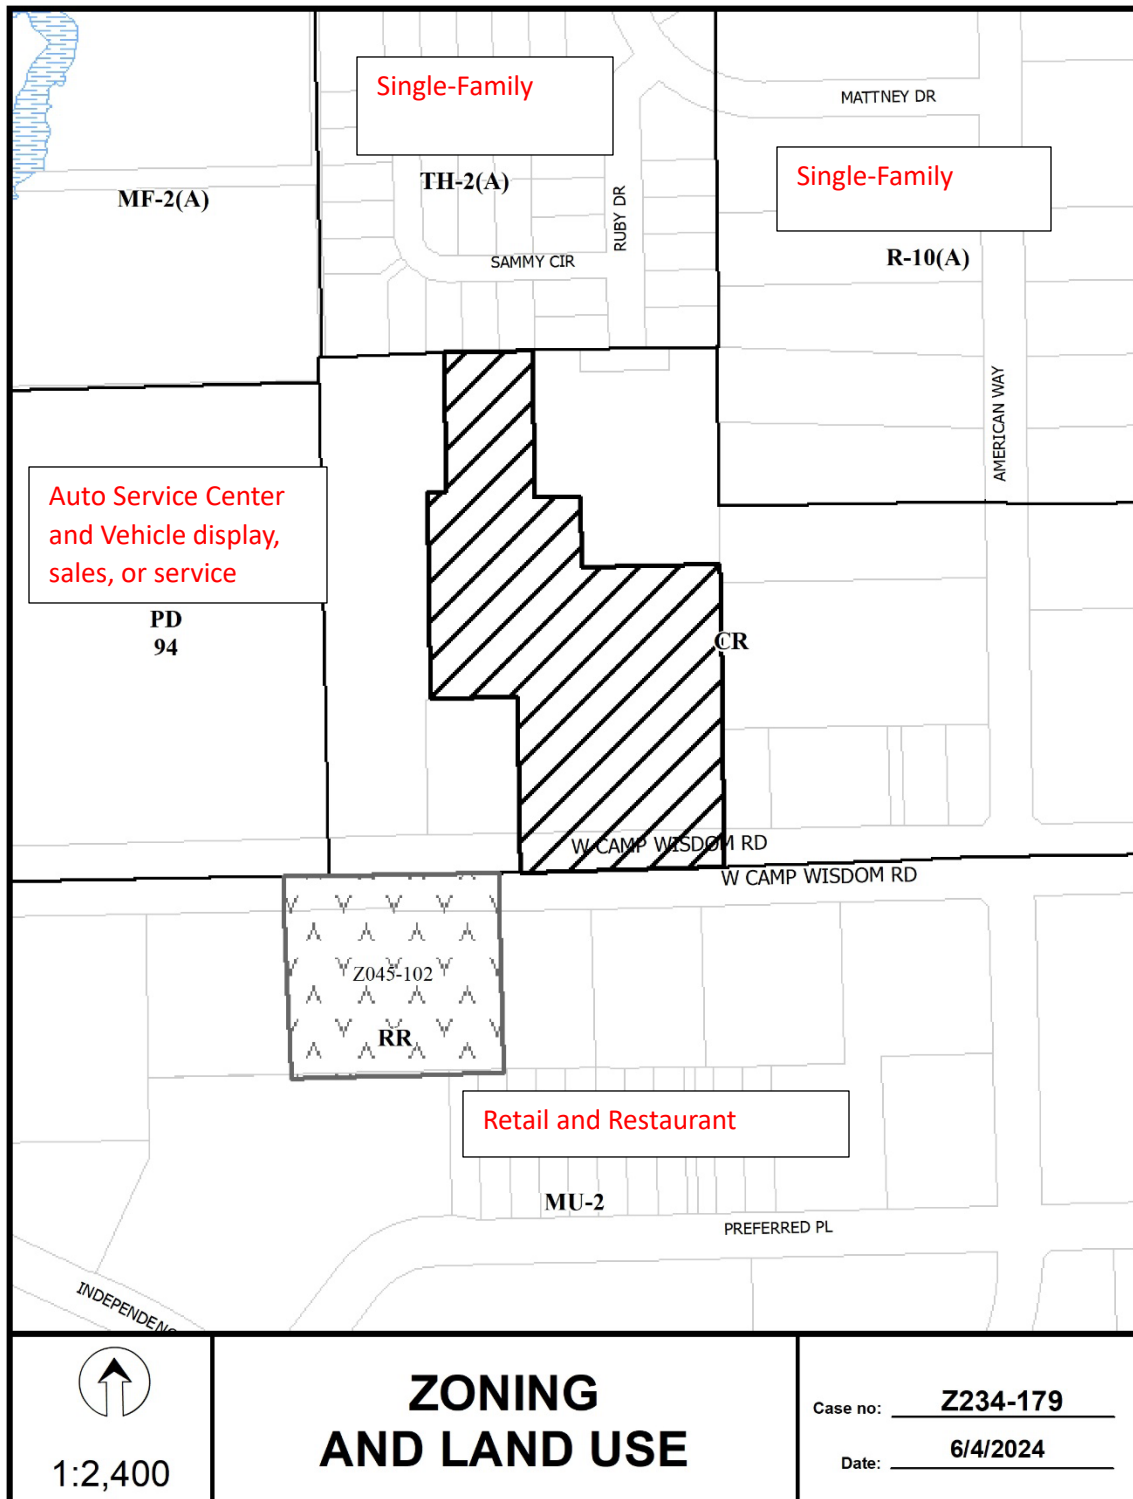 Single-Family
MATTNEY DR
Single-Family
MF-2(A)
TH-2(A)
RUBY DR
SAMMY CIR
R-10(A)
AMERICAN WAY
Auto Service Center
and Vehicle display,
sales, or service
PD
94
CR
W CAMP WISDOM RD
W CAMP WISDOM RD
Z045-102
RR
Retail and Restaurant
MU-2
PREFERRED PL
INDEPENDENC
1:2,400
ZONING
AND LAND USE
Case no: Z234-179
Date: 6/4/2024